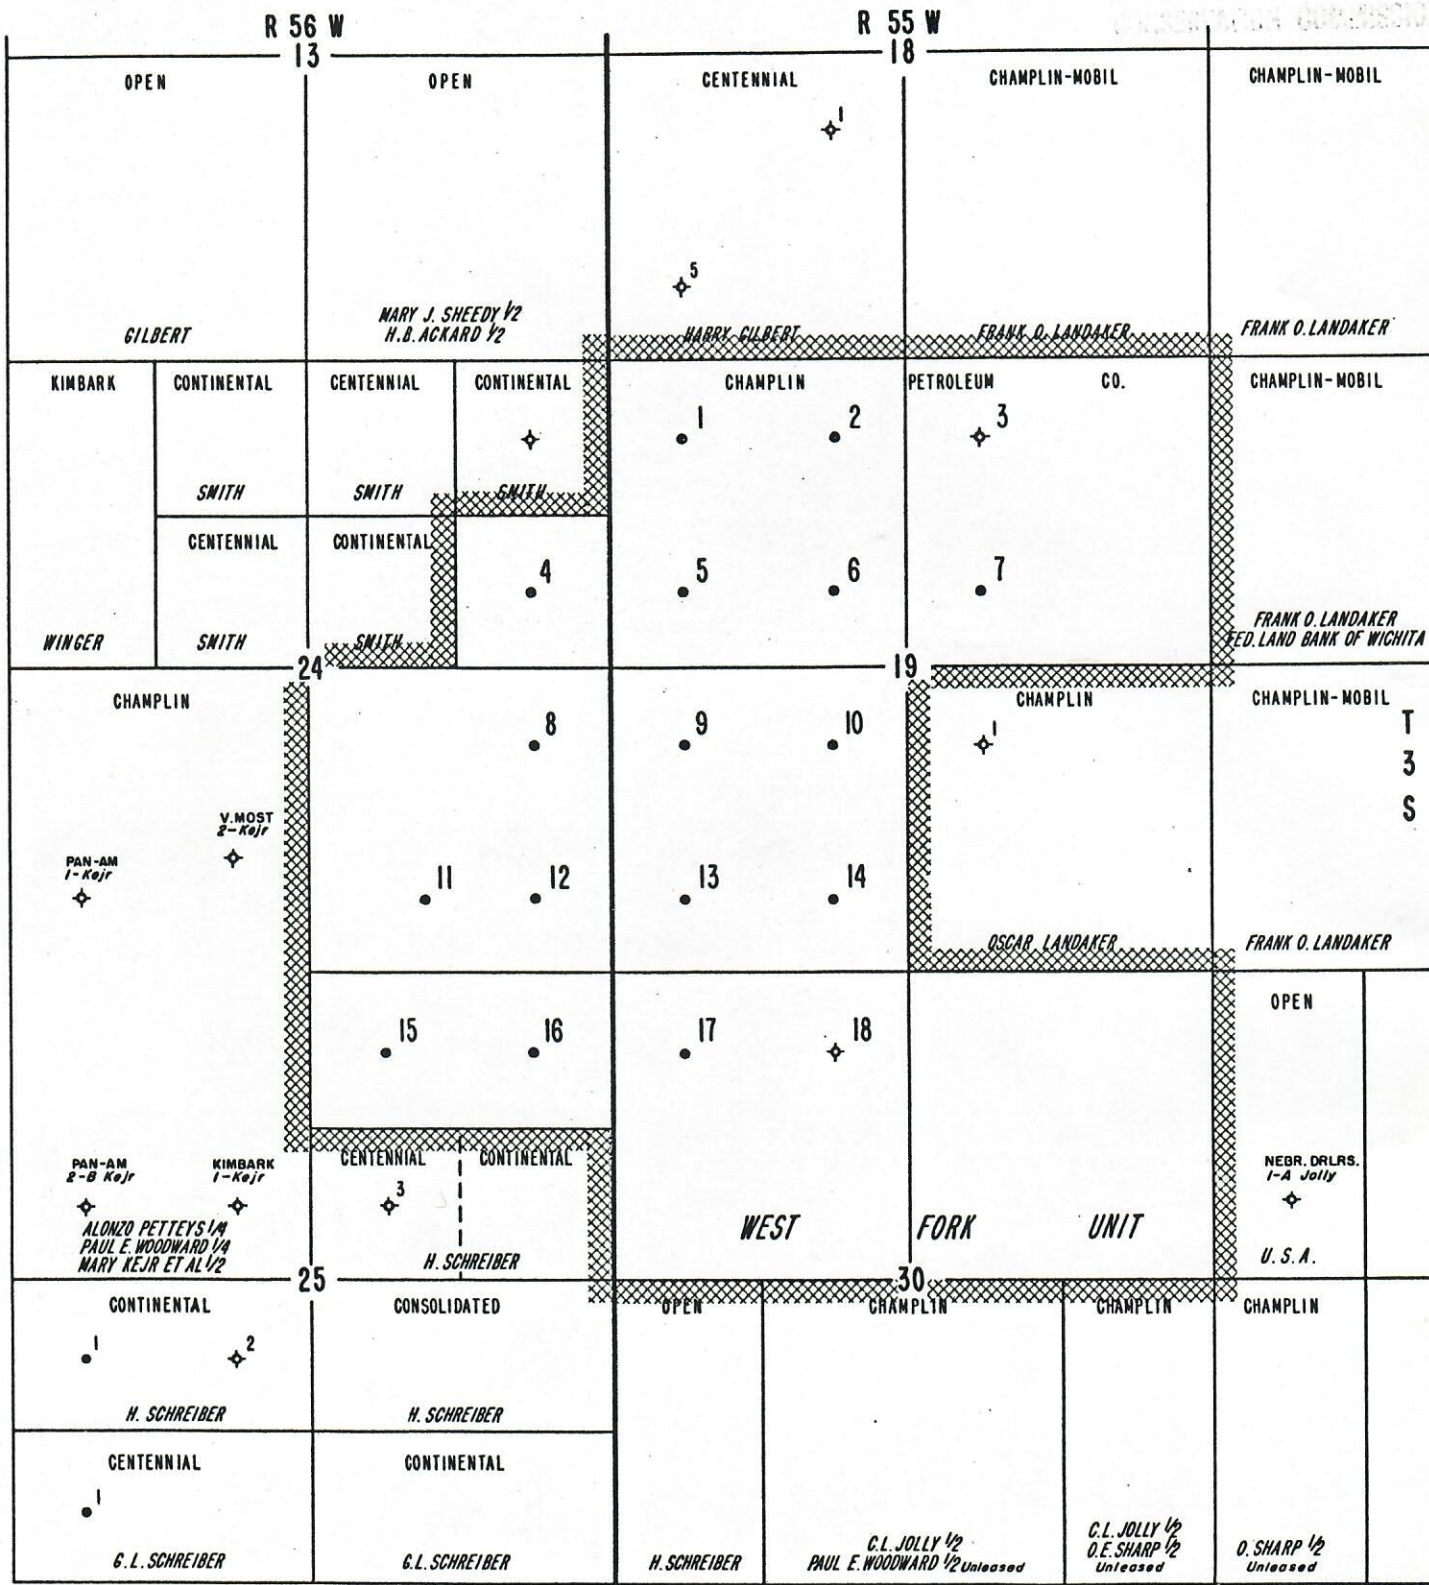 R 56 W
R 55 W
13
18
OPEN
OPEN
CENTENNIAL
CHAMPLIN-MOBIL
CHAMPLIN-MOBIL
1
5
GILBERT
MARY J. SHEEDY 1/2
H.B. ACKARD 1/2
HARRY GILBERT
FRANK O. LANDAKER
FRANK O. LANDAKER
KIMBARK
CONTINENTAL
CENTENNIAL
CONTINENTAL
CHAMPLIN
PETROLEUM
CO.
CHAMPLIN-MOBIL
1
2
3
SMITH
SMITH
SMITH
CENTENNIAL
CONTINENTAL
4
5
6
7
WINGER
SMITH
SMITH
FRANK O. LANDAKER
FED. LAND BANK OF WICHITA
24
19
CHAMPLIN
CHAMPLIN
CHAMPLIN-MOBIL
T
3
S
8
9
10
1
V. MOST
2-Kejr
PAN-AM
1-Kejr
11
12
13
14
OSCAR LANDAKER
FRANK O. LANDAKER
OPEN
15
16
17
18
CENTENNIAL
CONTINENTAL
PAN-AM
2-B Kejr
KIMBARK
1-Kejr
3
NEBR. DRLRS.
1-A Jolly
ALONZO PETTEYS 1/4
PAUL E. WOODWARD 1/4
MARY KEJR ET AL 1/2
H. SCHREIBER
WEST FORK UNIT
U.S.A.
25
30
CONTINENTAL
CONSOLIDATED
OPEN
CHAMPLIN
CHAMPLIN
CHAMPLIN
1
2
H. SCHREIBER
H. SCHREIBER
CENTENNIAL
CONTINENTAL
1
G.L. SCHREIBER
G.L. SCHREIBER
H. SCHREIBER
C.L. JOLLY 1/2
PAUL E. WOODWARD 1/2 Unleased
C.L. JOLLY 1/2
O.E. SHARP 1/2
Unleased
O. SHARP 1/2
Unleased